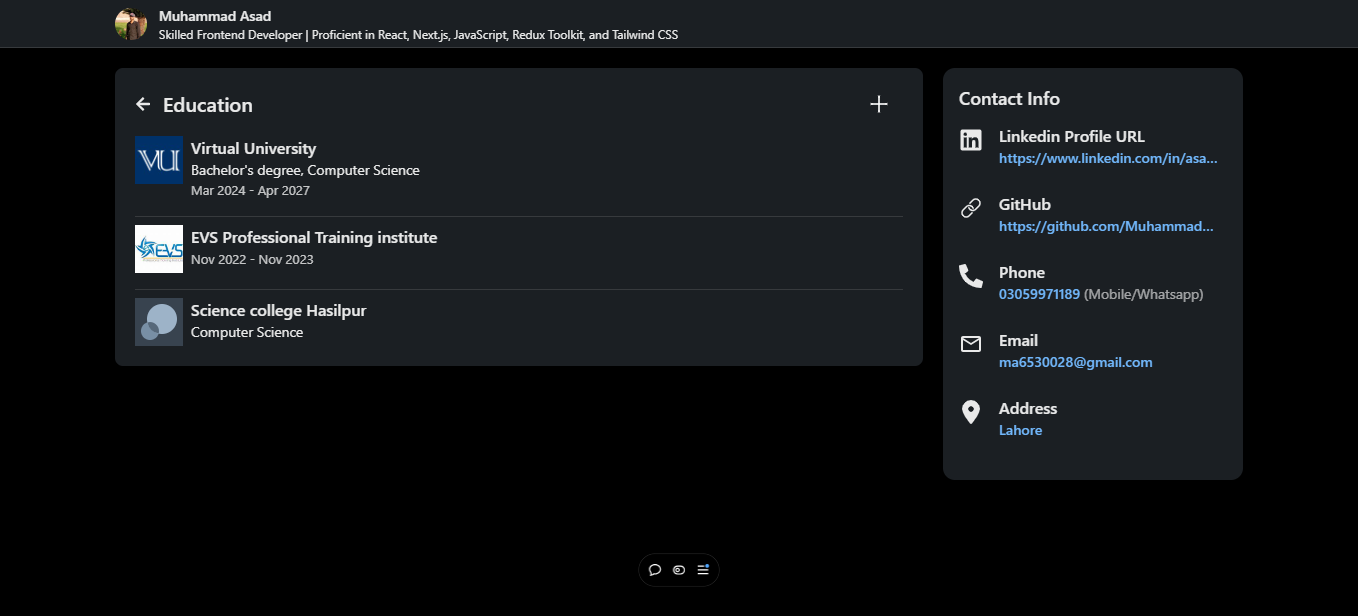 Muhammad Asad
Skilled Frontend Developer | Proficient in React, Next.js, JavaScript, Redux Toolkit, and Tailwind CSS
Education
VU
Virtual University
Bachelor's degree, Computer Science
Mar 2024 - Apr 2027
EVS
EVS Professional Training institute
Nov 2022 - Nov 2023
Science college Hasilpur
Computer Science
Contact Info
in
Linkedin Profile URL
https://www.linkedin.com/in/asa...
GitHub
https://github.com/Muhammad...
Phone
03059971189 (Mobile/Whatsapp)
Email
ma6530028@gmail.com
Address
Lahore